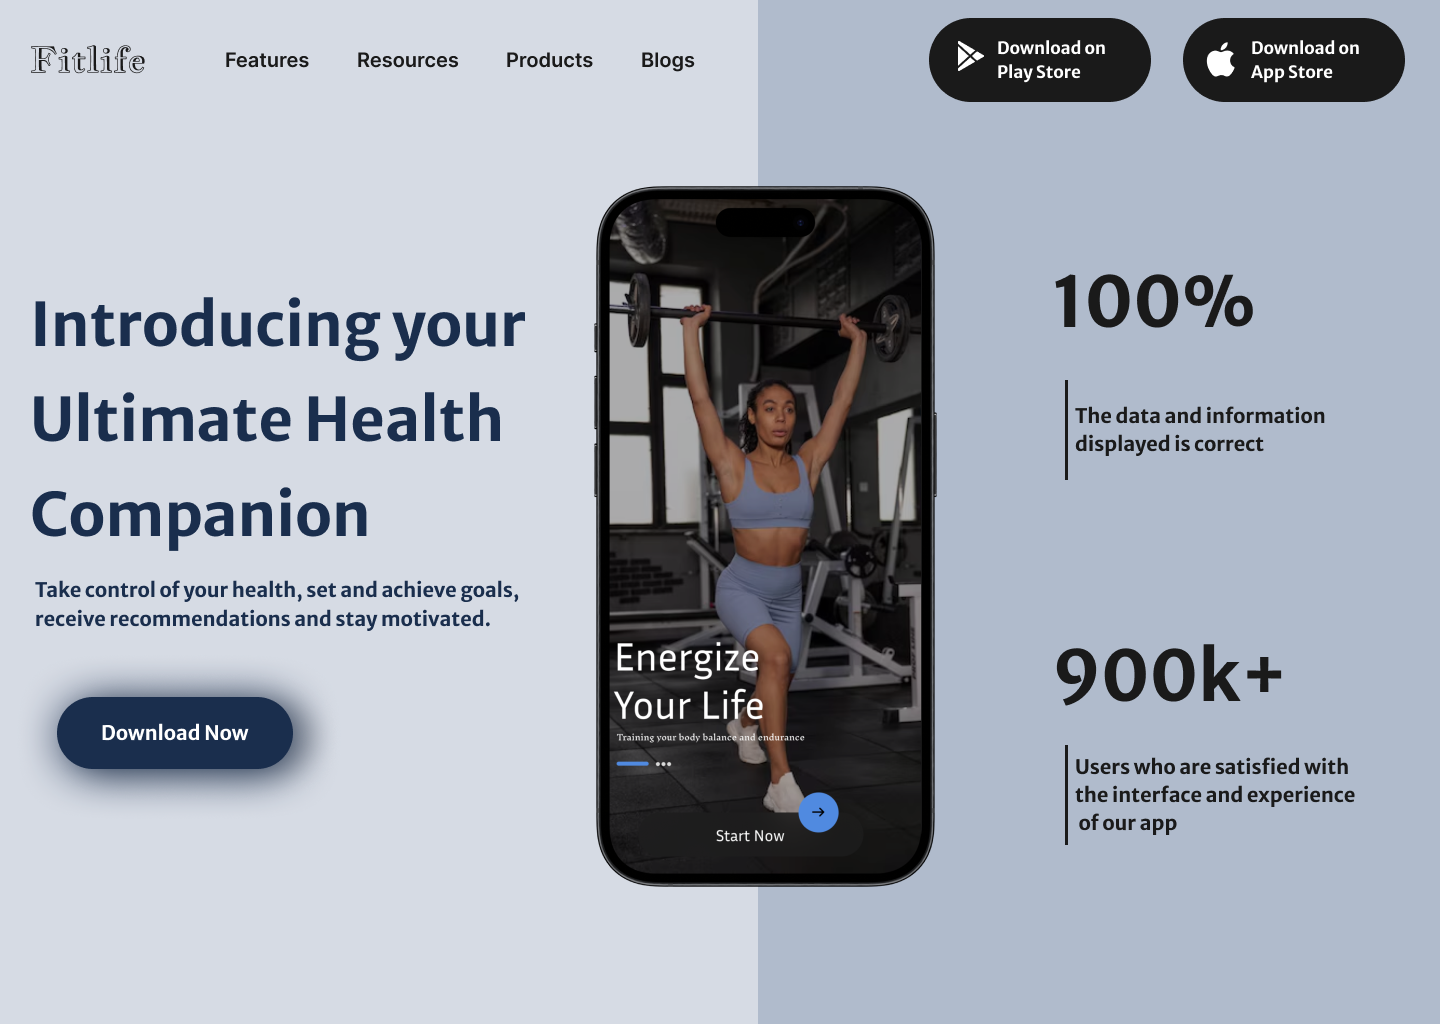 Fitlife
Features
Resources
Products
Blogs
Download on
Play Store
Download on
App Store
Introducing your
Ultimate Health
Companion
Take control of your health, set and achieve goals,
receive recommendations and stay motivated.
Download Now
Energize
Your Life
Training your body balance and endurance
Start Now
100%
The data and information
displayed is correct
900k+
Users who are satisfied with
the interface and experience
of our app